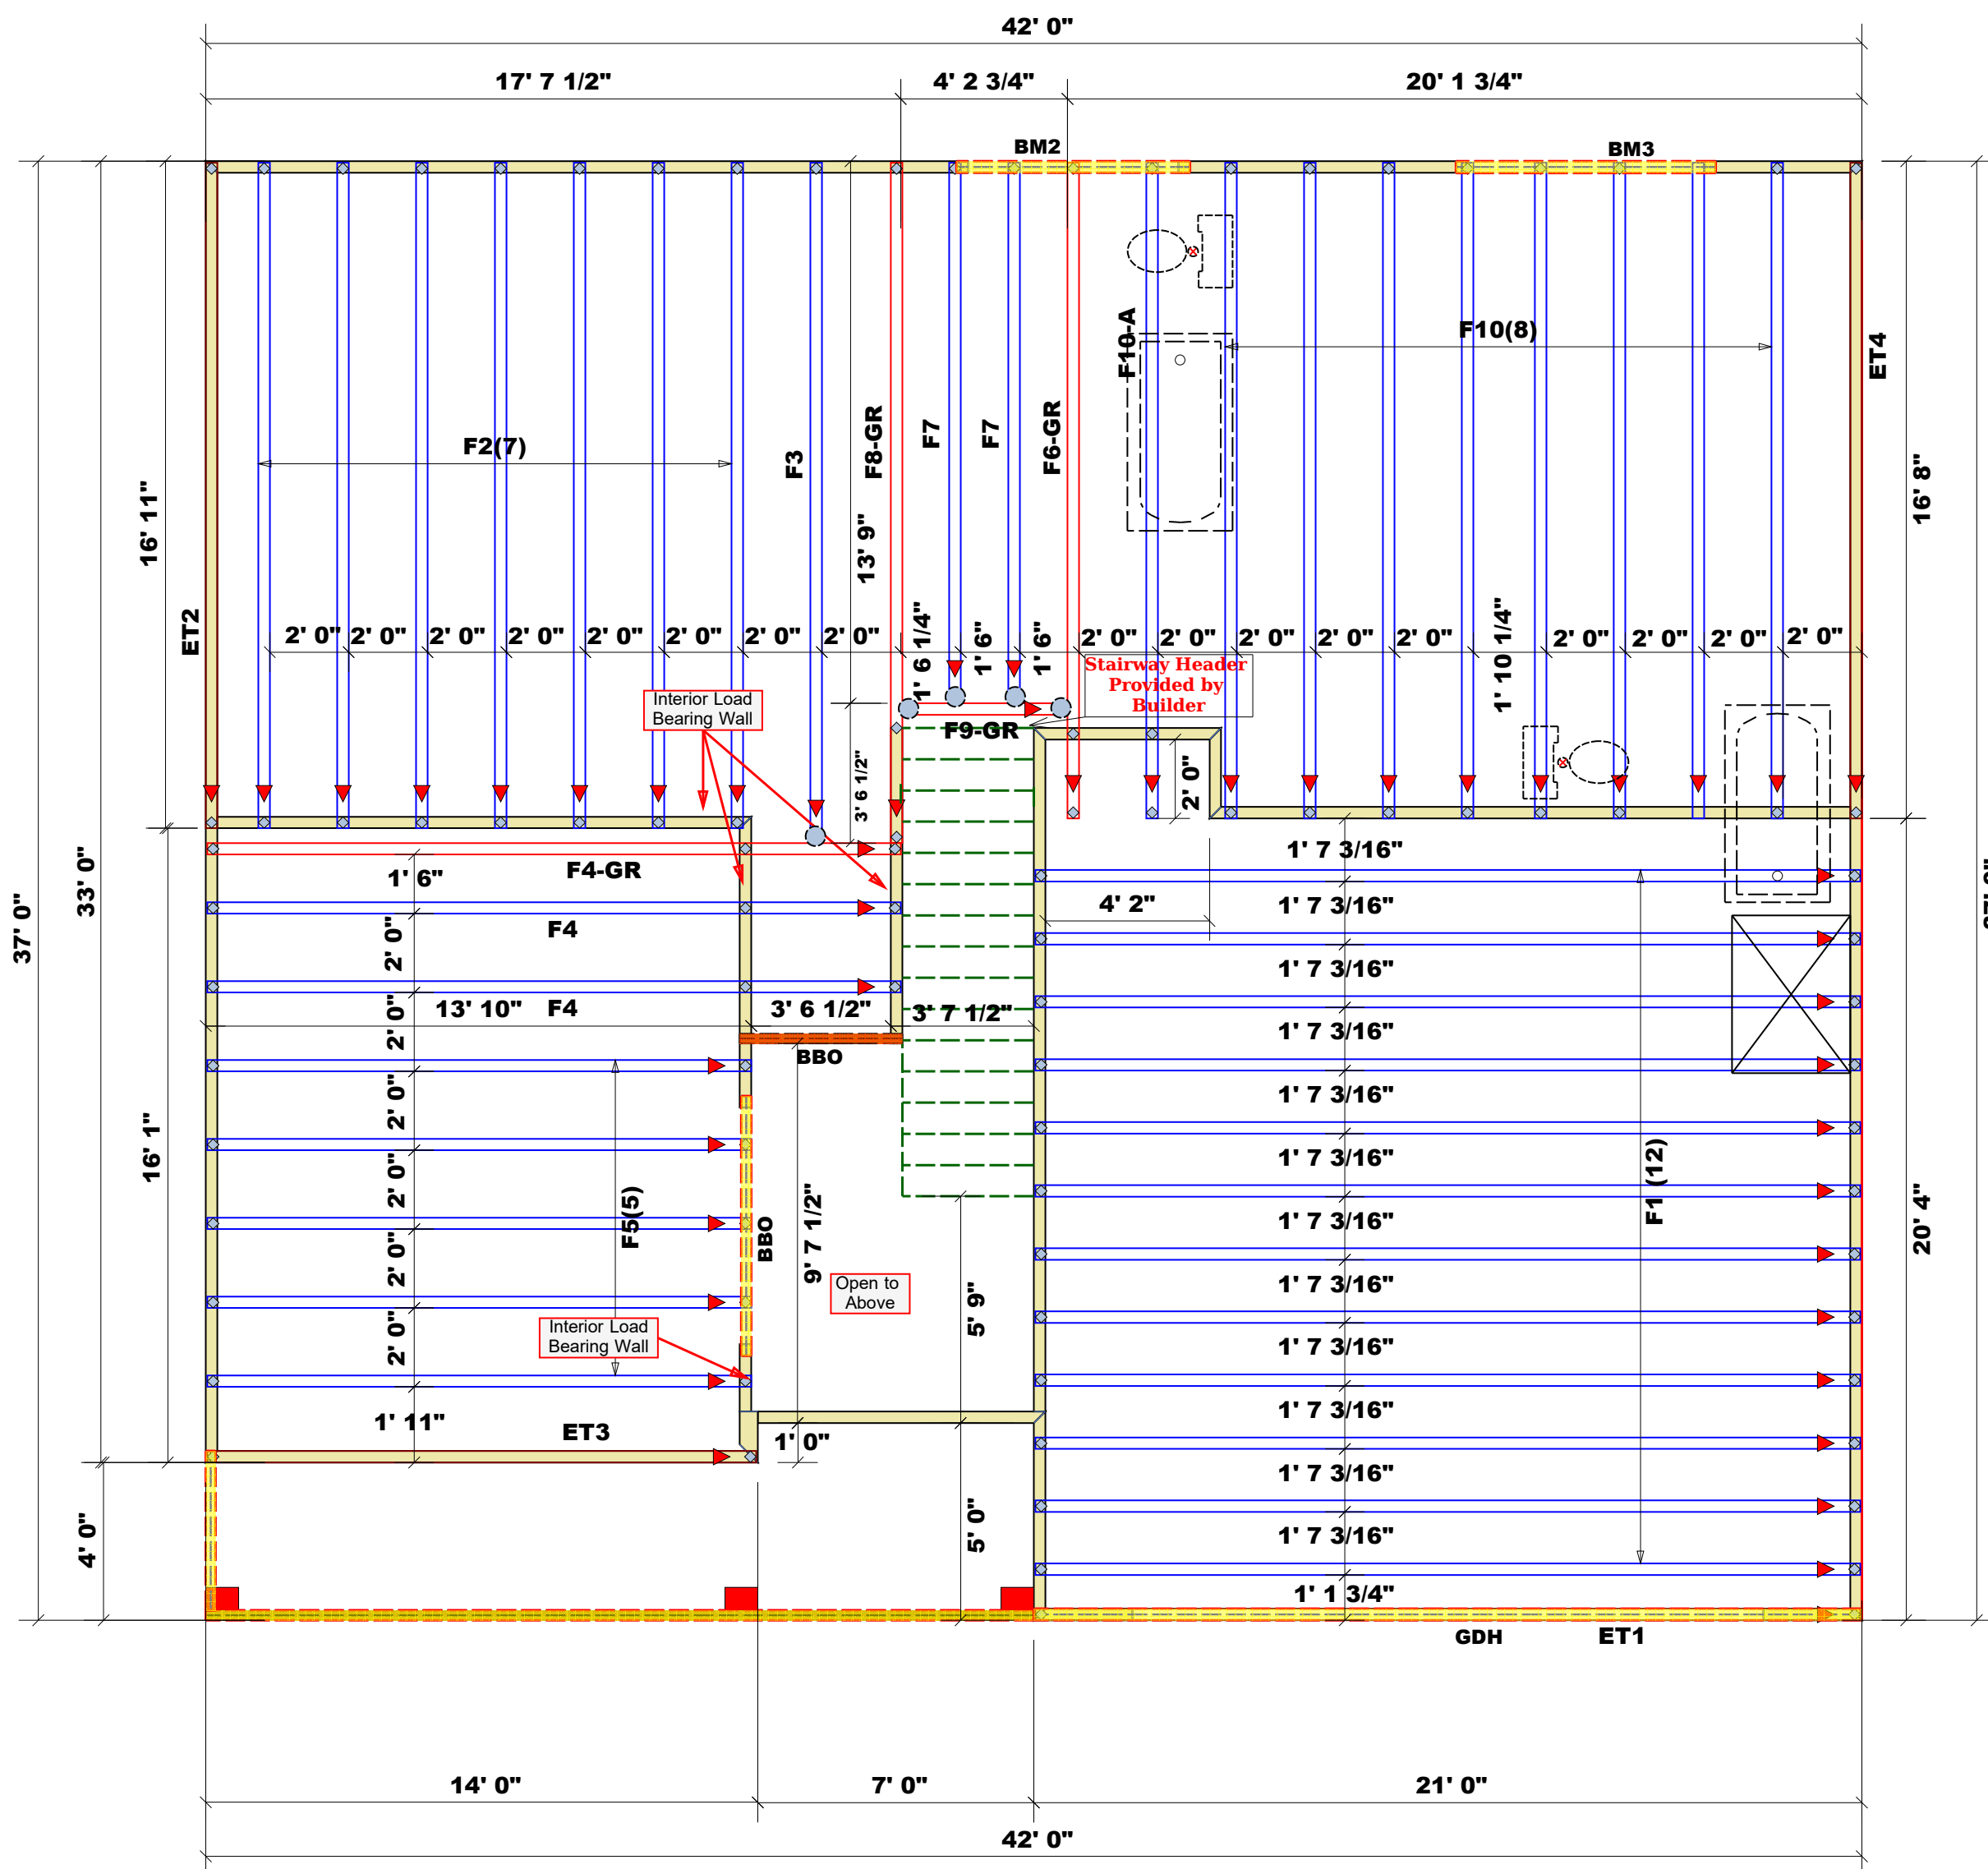 42' 0"
17' 7 1/2"
4' 2 3/4"
20' 1 3/4"
BM2
BM3
F10-A
F10(8)
ET4
F2(7)
F3
F8-GR
F7
F7
F6-GR
16' 11"
16' 8"
13' 9"
ET2
2' 0"
2' 0"
2' 0"
2' 0"
2' 0"
2' 0"
2' 0"
2' 0"
1' 6 1/4"
1' 6"
1' 6"
2' 0"
2' 0"
2' 0"
2' 0"
2' 0"
1' 10 1/4"
2' 0"
2' 0"
2' 0"
2' 0"
Stairway Header
Provided by
Builder
Interior Load
Bearing Wall
F9-GR
3' 6 1/2"
2' 0"
F4-GR
1' 6"
1' 7 3/16"
37' 0"
33' 0"
4' 2"
1' 7 3/16"
F4
2' 0"
1' 7 3/16"
13' 10"
F4
3' 6 1/2"
3' 7 1/2"
2' 0"
1' 7 3/16"
BBO
2' 0"
1' 7 3/16"
16' 1"
2' 0"
1' 7 3/16"
F1 (12)
F5(5)
BBO
9' 7 1/2"
1' 7 3/16"
20' 4"
2' 0"
Open to
Above
5' 9"
1' 7 3/16"
Interior Load
Bearing Wall
2' 0"
1' 7 3/16"
1' 11"
ET3
1' 0"
1' 7 3/16"
1' 7 3/16"
4' 0"
5' 0"
1' 7 3/16"
1' 1 3/4"
GDH
ET1
14' 0"
7' 0"
21' 0"
42' 0"